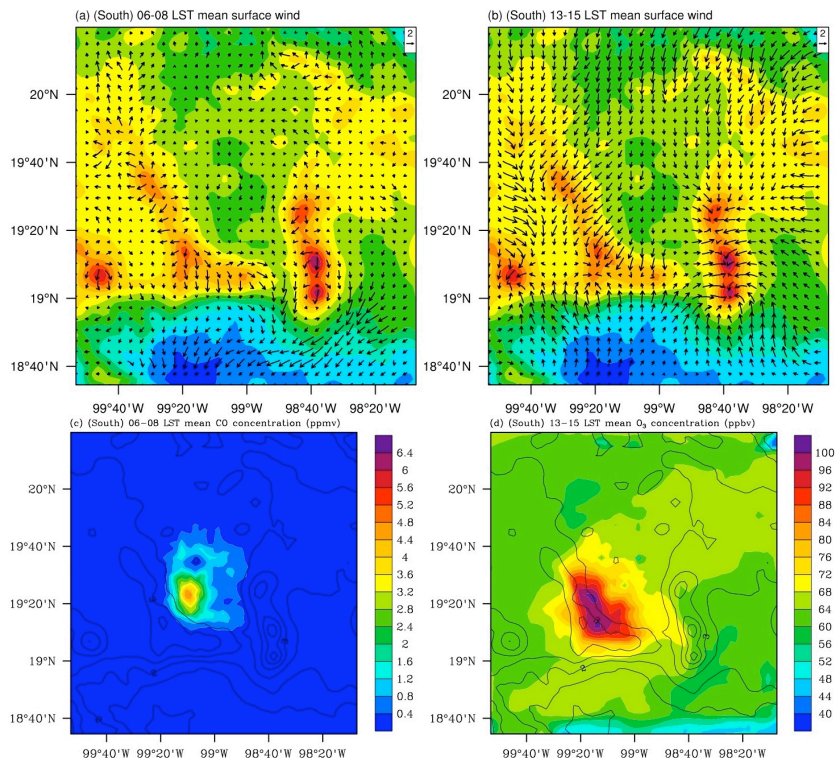 (a) (South) 06-08 LST mean surface wind
2
20°N
19°40'N
19°20'N
19°N
18°40'N
99°40'W 99°20'W 99°W 98°40'W 98°20'W
(b) (South) 13-15 LST mean surface wind
2
20°N
19°40'N
19°20'N
19°N
18°40'N
99°40'W 99°20'W 99°W 98°40'W 98°20'W
(c) (South) 06-08 LST mean CO concentration (ppmv)
20°N
19°40'N
19°20'N
19°N
18°40'N
99°40'W 99°20'W 99°W 98°40'W 98°20'W
6.4
6
5.6
5.2
4.8
4.4
4
3.6
3.2
2.8
2.4
2
1.6
1.2
0.8
0.4
(d) (South) 13-15 LST mean O₃ concentration (ppbv)
20°N
19°40'N
19°20'N
19°N
18°40'N
99°40'W 99°20'W 99°W 98°40'W 98°20'W
100
96
92
88
84
80
76
72
68
64
60
56
52
48
44
40